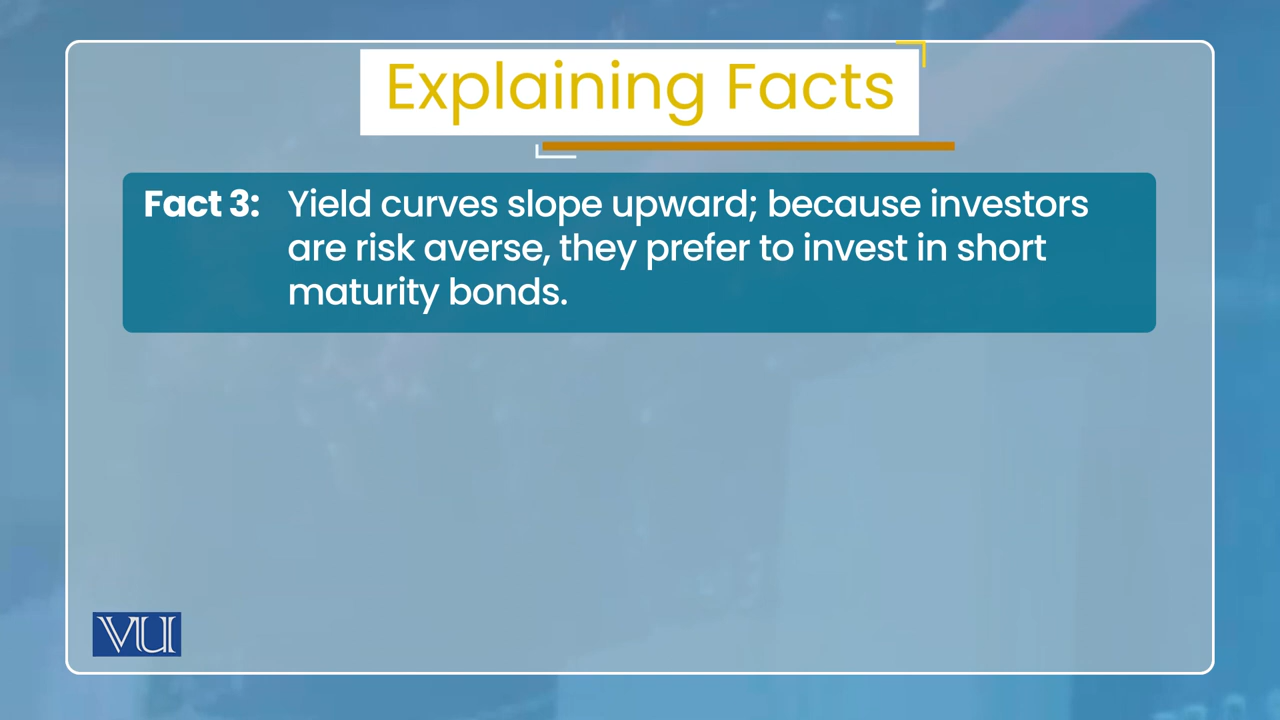 Explaining Facts
Fact 3: Yield curves slope upward; because investors
are risk averse, they prefer to invest in short
maturity bonds.
VU